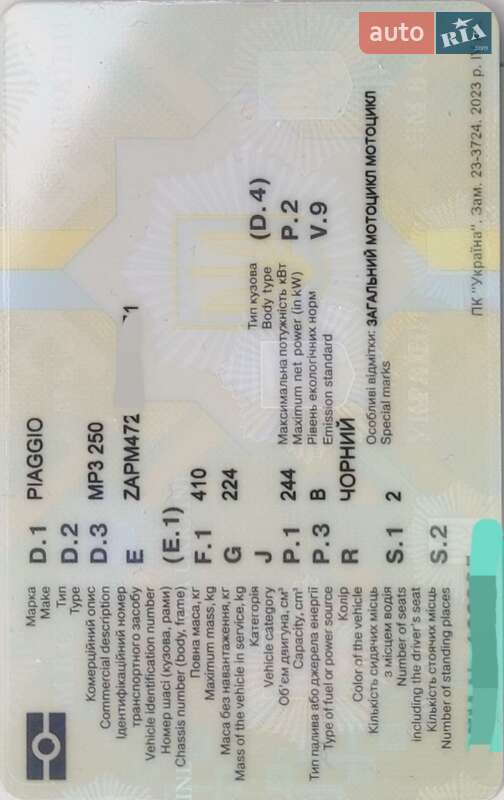 auto RIA.com
Марка
Make
D.1 PIAGGIO
Тип
Type
D.2
Комерційний опис
Commercial description
D.3 MP3 250
Ідентифікаційний номер
транспортного засобу
Vehicle identification number
E ZAPM472
Номер шасі (кузова, рами)
Chassis number (body, frame)
(E.1)
Повна маса, кг
Maximum mass, kg
F.1 410
Маса без навантаження, кг
Mass of the vehicle in service, kg
G 224
Категорія
Vehicle category
J
Тип кузова
Body type
(D.4)
Об'єм двигуна, см³
Capacity, cm³
P.1 244
Максимальна потужність кВт
Maximum net power (in kW)
P.2
Тип палива або джерела енергії
Type of fuel or power source
P.3 B
Рівень екологічних норм
Emission standard
V.9
Колір
Color of the vehicle
R ЧОРНИЙ
Кількість сидячих місць
з місцем водія
Number of seats
including the driver's seat
S.1 2
Особливі відмітки: ЗАГАЛЬНИЙ МОТОЦИКЛ МОТОЦИКЛ
Special marks
Кількість стоячих місць
Number of standing places
S.2
ПК "Україна". Зам. 23-3724. 2023 р.